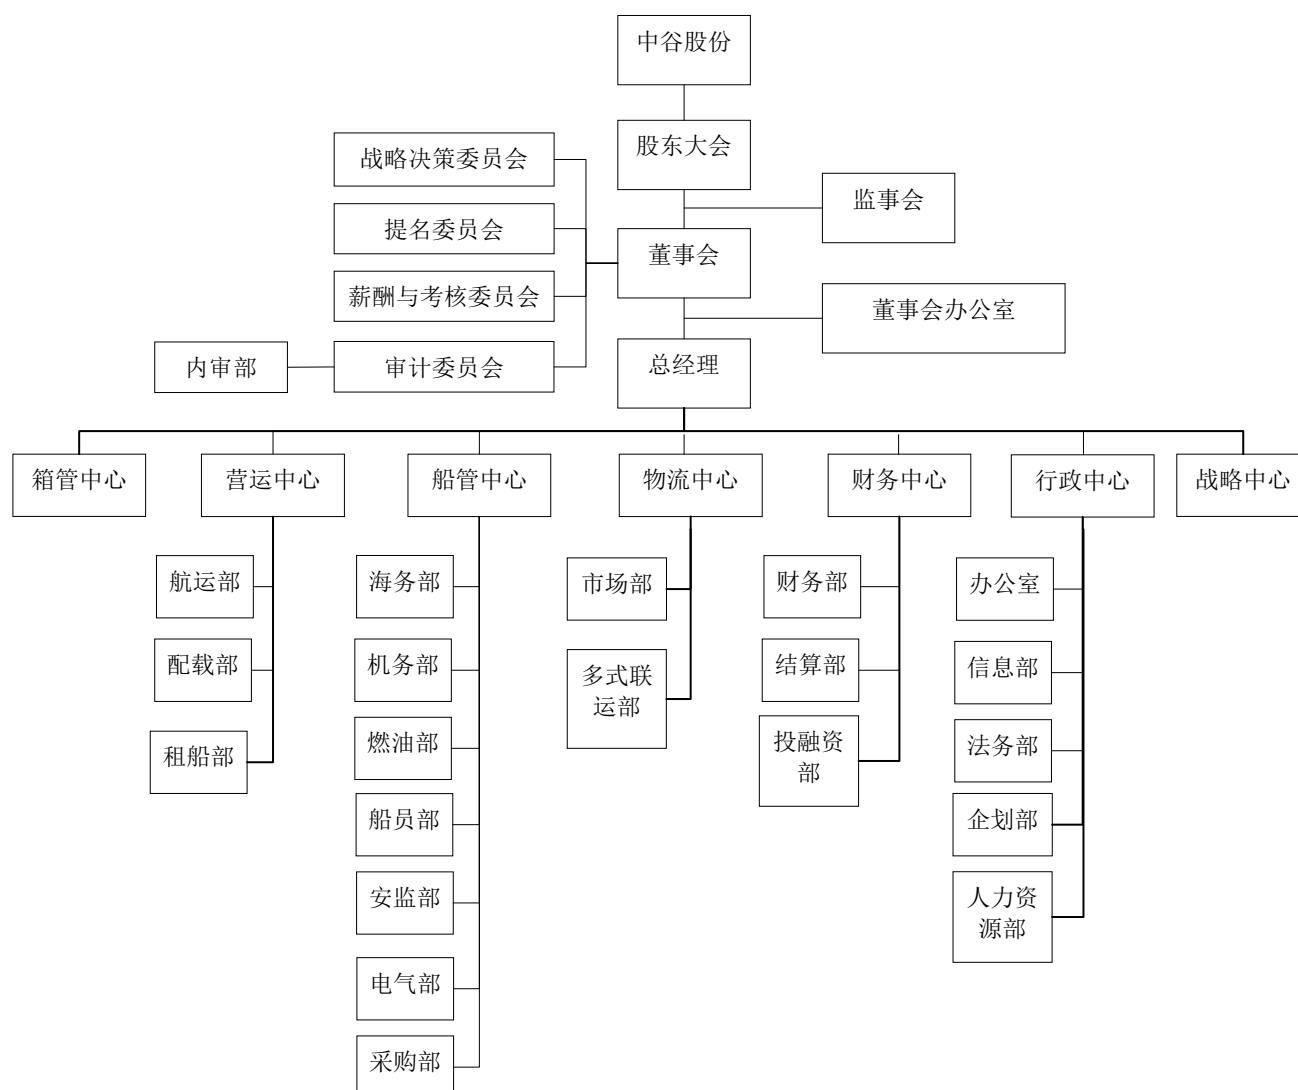 中谷股份
股东大会
战略决策委员会
监事会
提名委员会
董事会
薪酬与考核委员会
董事会办公室
内审部
审计委员会
总经理
箱管中心
营运中心
船管中心
物流中心
财务中心
行政中心
战略中心
航运部
海务部
市场部
财务部
办公室
配载部
机务部
多式联
运部
结算部
信息部
租船部
燃油部
投融资
部
法务部
船员部
企划部
安监部
人力资
源部
电气部
采购部